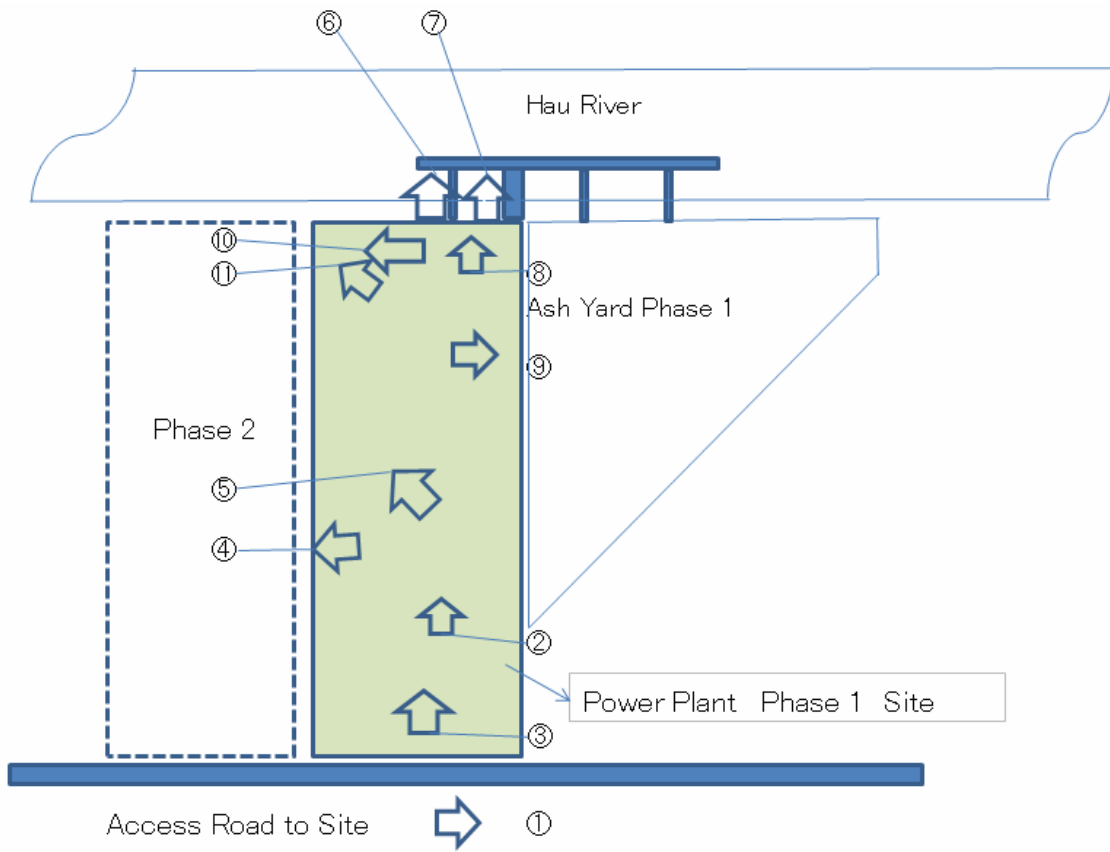 ⑥ ⑦
Hau River
⑩
⑪ ⑧
Ash Yard Phase 1
⑨
Phase 2
⑤
④
②
Power Plant Phase 1 Site
③
Access Road to Site ①